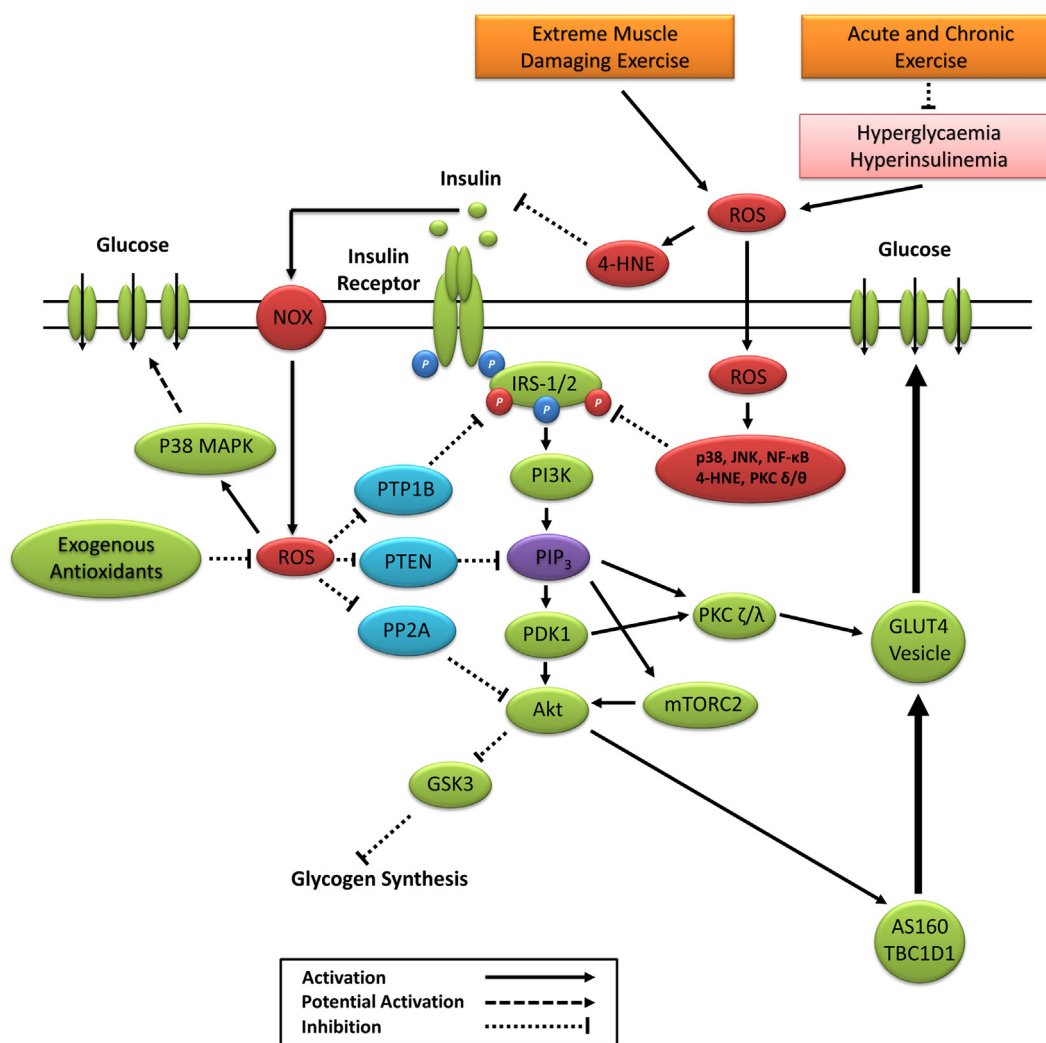 Extreme Muscle
Damaging Exercise
Acute and Chronic
Exercise
Hyperglycaemia
Hyperinsulinemia
Insulin
ROS
4-HNE
Glucose
Insulin
Receptor
Glucose
NOX
P
P
IRS-1/2
P
P
P
ROS
P38 MAPK
p38, JNK, NF-κB
4-HNE, PKC δ/θ
PTP1B
PI3K
Exogenous
Antioxidants
ROS
PTEN
PIP3
PP2A
PDK1
PKC ζ/λ
GLUT4
Vesicle
Akt
mTORC2
GSK3
Glycogen Synthesis
AS160
TBC1D1
Activation
Potential Activation
Inhibition